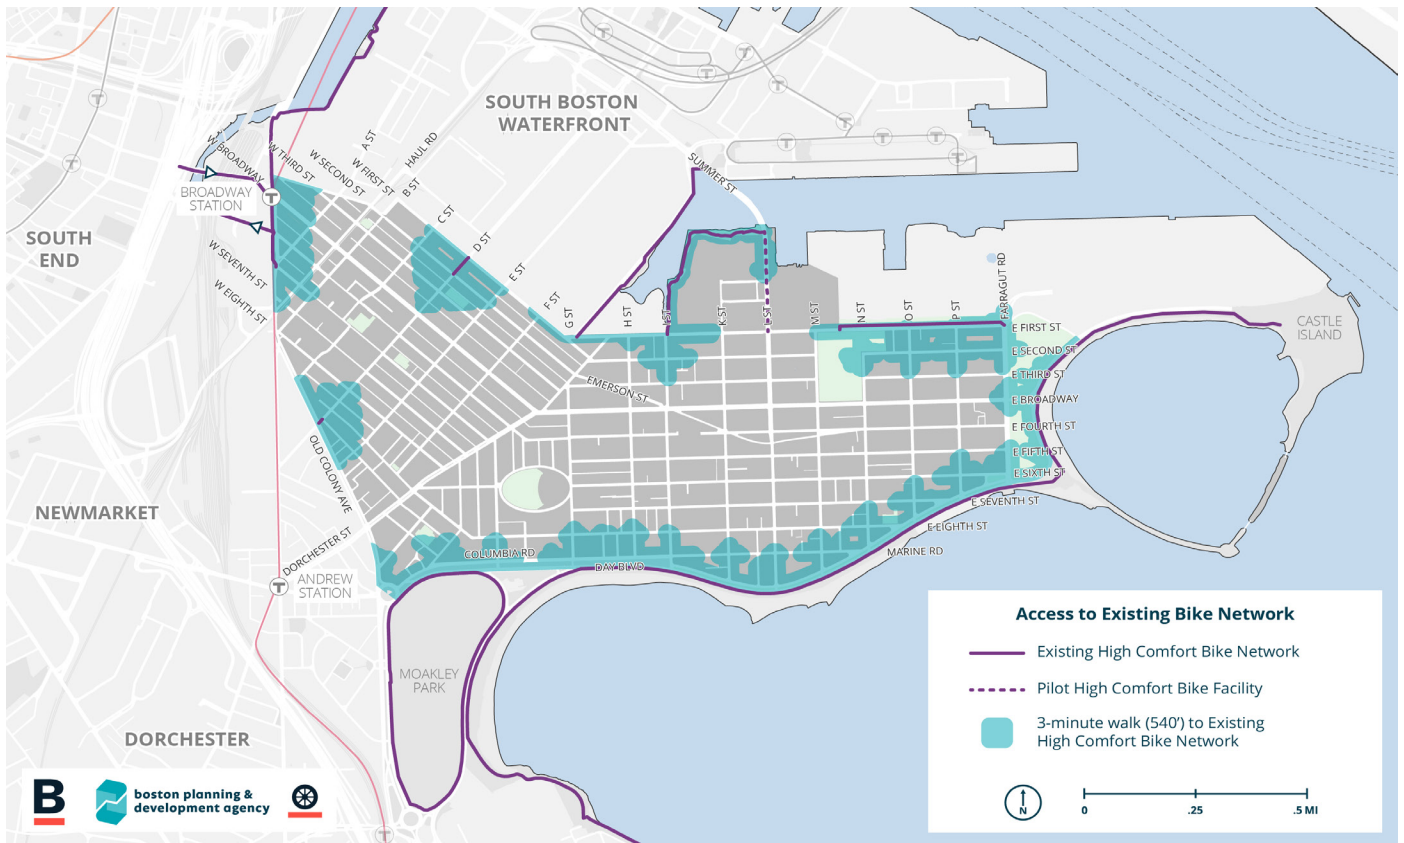 SOUTH BOSTON
WATERFRONT
A ST
HAUL RD
W BROADWAY
W THIRD ST
W SECOND ST
W FIRST ST
B ST
SUMMER ST
T
BROADWAY
STATION
C ST
D ST
SOUTH
END
W SEVENTH ST
W EIGHTH ST
E ST
F ST
G ST
H ST
I ST
K ST
L ST
M ST
N ST
O ST
P ST
FARRAGUT RD
E FIRST ST
CASTLE
ISLAND
E SECOND ST
E THIRD ST
EMERSON ST
E BROADWAY
E FOURTH ST
E FIFTH ST
E SIXTH ST
OLD COLONY AVE
E SEVENTH ST
NEWMARKET
E EIGHTH ST
DORCHESTER ST
COLUMBIA RD
MARINE RD
DAY BLVD
T
ANDREW
STATION
MOAKLEY
PARK
DORCHESTER
Access to Existing Bike Network
Existing High Comfort Bike Network
Pilot High Comfort Bike Facility
3-minute walk (540') to Existing
High Comfort Bike Network
N
0 .25 .5 MI
B
boston planning &
development agency